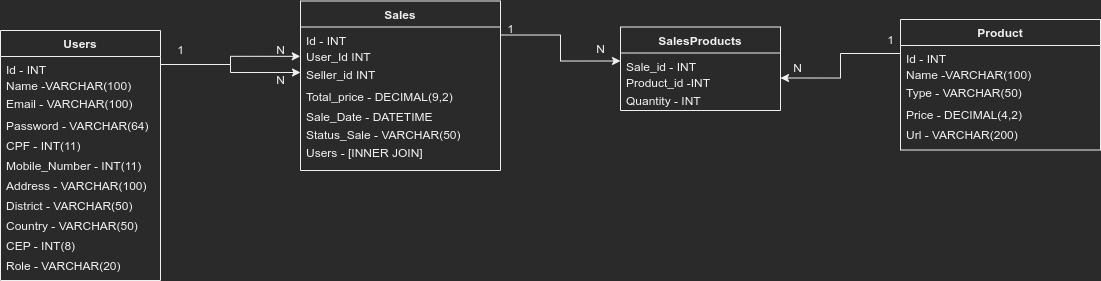 Users
Id - INT
Name -VARCHAR(100)
Email - VARCHAR(100)
Password - VARCHAR(64)
CPF - INT(11)
Mobile_Number - INT(11)
Address - VARCHAR(100)
District - VARCHAR(50)
Country - VARCHAR(50)
CEP - INT(8)
Role - VARCHAR(20)
1
N
N
Sales
Id - INT
User_Id INT
Seller_id INT
Total_price - DECIMAL(9,2)
Sale_Date - DATETIME
Status_Sale - VARCHAR(50)
Users - [INNER JOIN]
1
N
SalesProducts
Sale_id - INT
Product_id -INT
Quantity - INT
N
1
Product
Id - INT
Name -VARCHAR(100)
Type - VARCHAR(50)
Price - DECIMAL(4,2)
Url - VARCHAR(200)